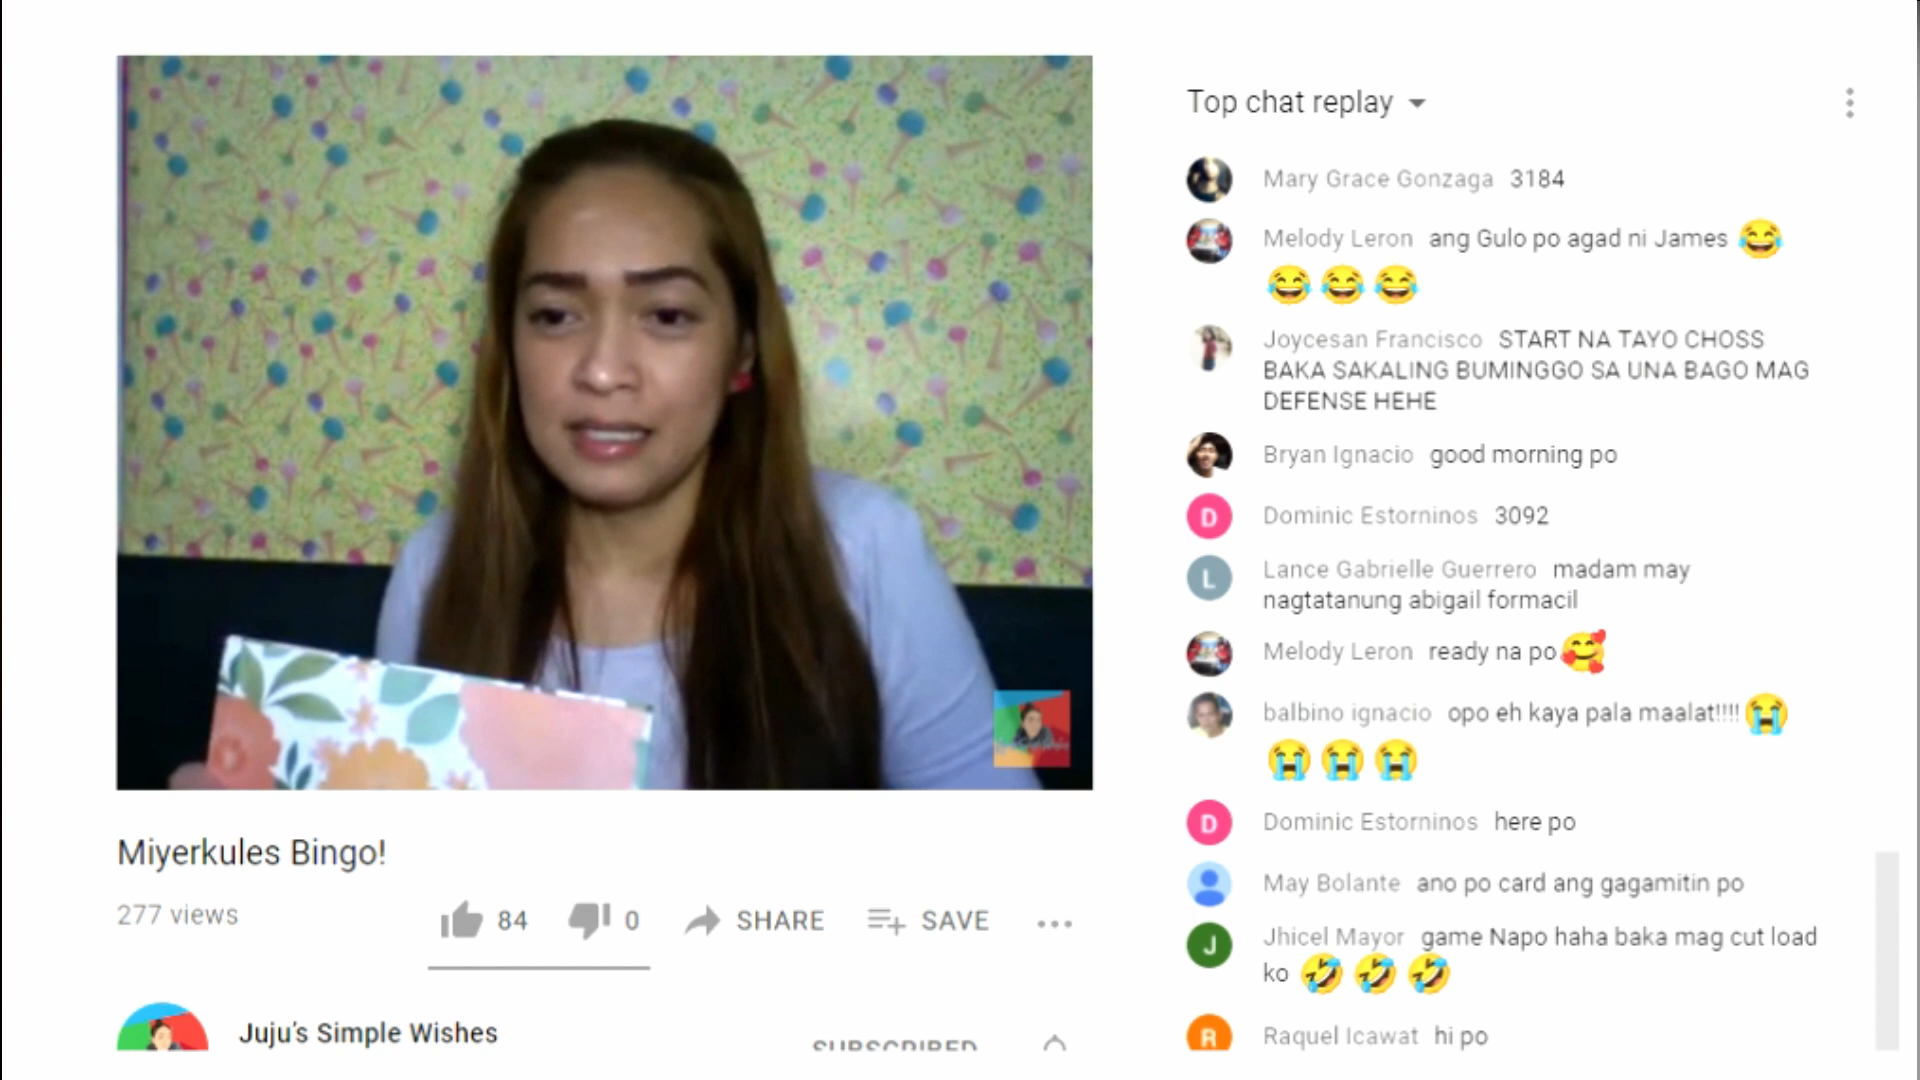 Top chat replay
Mary Grace Gonzaga 3184
Melody Leron ang Gulo po agad ni James 😂
😂 😂 😂
Joycesan Francisco START NA TAYO CHOSS
BAKA SAKALING BUMINGGO SA UNA BAGO MAG
DEFENSE HEHE
Bryan Ignacio good morning po
D Dominic Estorninos 3092
L Lance Gabrielle Guerrero madam may
nagtatanung abigail formacil
Melody Leron ready na po🥰
balbino ignacio opo eh kaya pala maalat!!!! 😭
😭 😭 😭
D Dominic Estorninos here po
May Bolante ano po card ang gagamitin po
J Jhicel Mayor game Napo haha baka mag cut load
ko 🤣 🤣 🤣
R Raquel Icawat hi po
Miyerkules Bingo!
277 views
84 0 SHARE SAVE
Juju's Simple Wishes
SUBSCRIBED